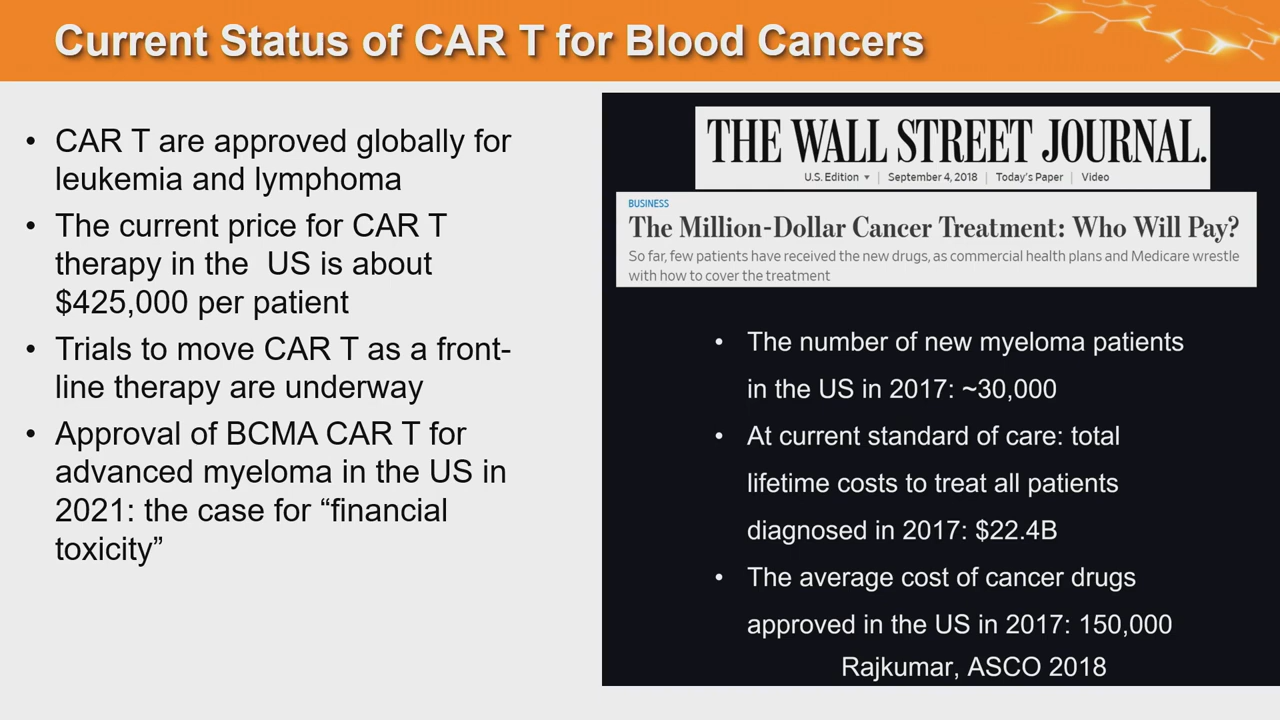 Current Status of CAR T for Blood Cancers
• CAR T are approved globally for
leukemia and lymphoma
• The current price for CAR T
therapy in the  US is about
$425,000 per patient
• Trials to move CAR T as a front-
line therapy are underway
• Approval of BCMA CAR T for
advanced myeloma in the US in
2021: the case for “financial
toxicity”
THE WALL STREET JOURNAL.
U.S. Edition ▾ | September 4, 2018 | Today's Paper | Video
BUSINESS
The Million-Dollar Cancer Treatment: Who Will Pay?
So far, few patients have received the new drugs, as commercial health plans and Medicare wrestle
with how to cover the treatment
• The number of new myeloma patients
in the US in 2017: ~30,000
• At current standard of care: total
lifetime costs to treat all patients
diagnosed in 2017: $22.4B
• The average cost of cancer drugs
approved in the US in 2017: 150,000
Rajkumar, ASCO 2018